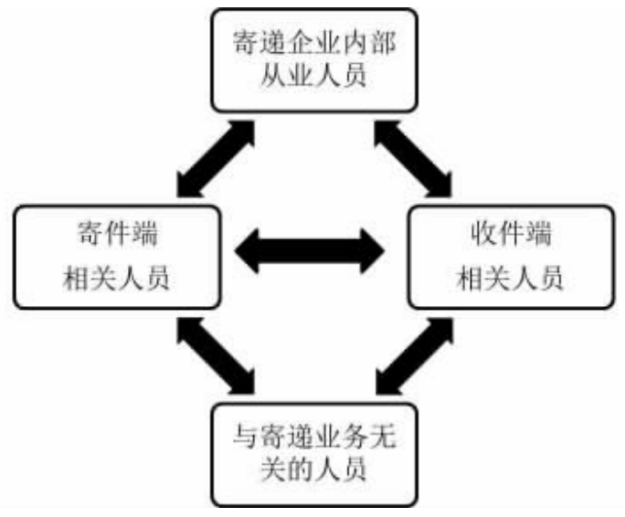 寄递企业内部
从业人员
寄件端
相关人员
收件端
相关人员
与寄递业务无
关的人员